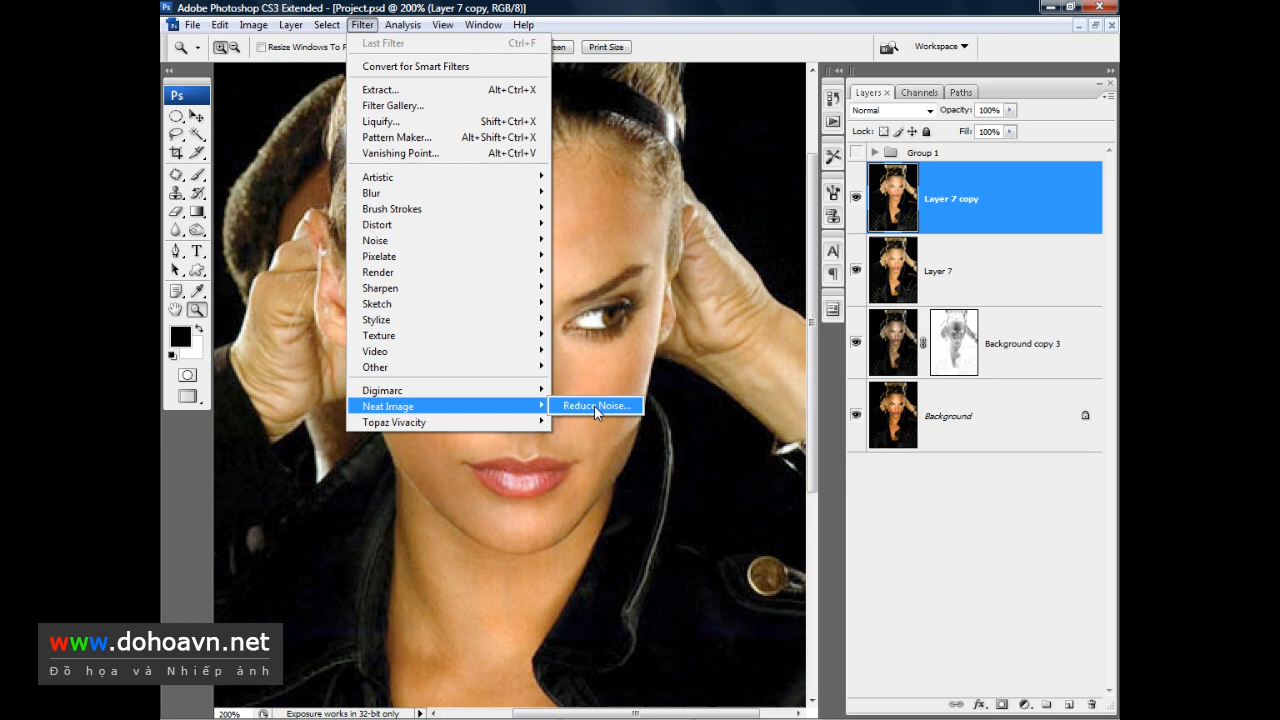 Adobe Photoshop CS3 Extended - [Project.psd @ 200% (Layer 7 copy, RGB/8)]
File Edit Image Layer Select Filter Analysis View Window Help
Resize Windows To F
een
Print Size
Workspace
Last Filter Ctrl+F
Convert for Smart Filters
Extract... Alt+Ctrl+X
Filter Gallery...
Liquify... Shift+Ctrl+X
Pattern Maker... Alt+Shift+Ctrl+X
Vanishing Point... Alt+Ctrl+V
Artistic
Blur
Brush Strokes
Distort
Noise
Pixelate
Render
Sharpen
Sketch
Stylize
Texture
Video
Other
Digimarc
Neat Image
Reduce Noise...
Topaz Vivacity
Ps
Layers x Channels Paths
Normal Opacity: 100%
Lock: Fill: 100%
Group 1
Layer 7 copy
Layer 7
Background copy 3
Background
www.dohoavn.net
Đồ họa và Nhiếp ảnh
200% Exposure works in 32-bit only